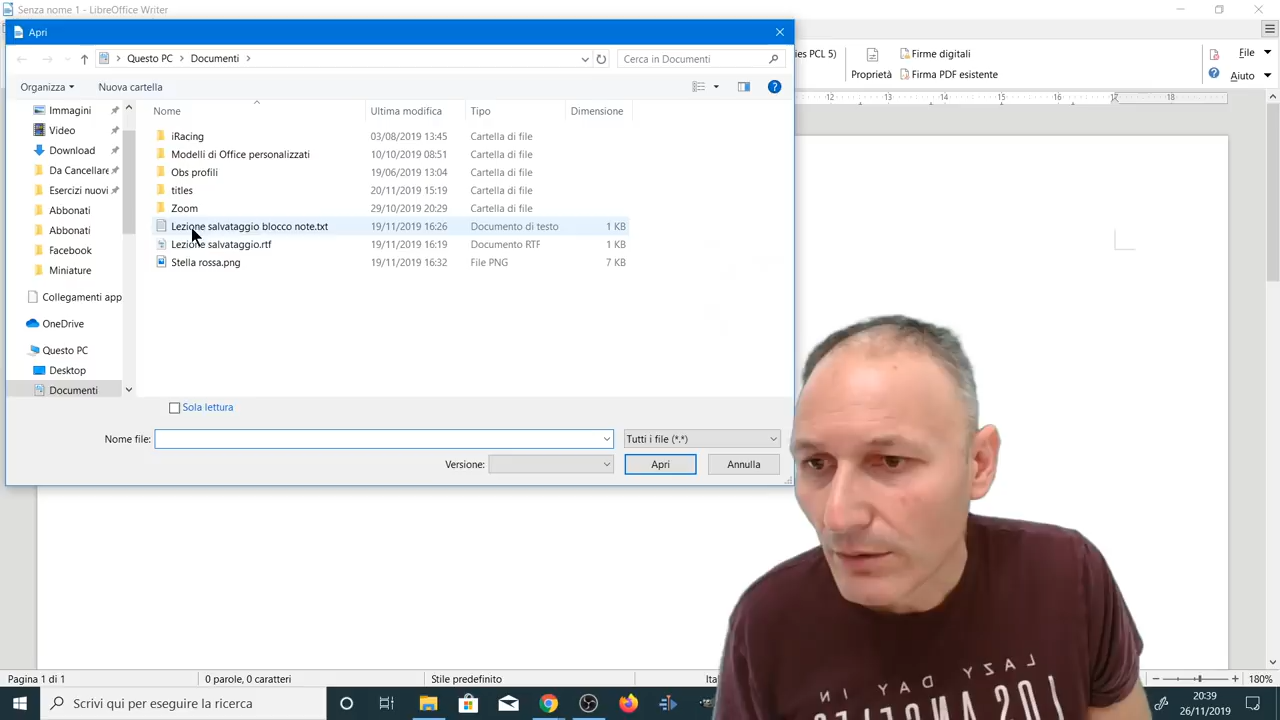 Senza nome 1 - LibreOffice Writer
Apri
Questo PC > Documenti >
Cerca in Documenti
ies PCL 5)
Proprietà
Firme digitali
Firma PDF esistente
File
Aiuto
Organizza
Nuova cartella
12 13 14 15 16 17 18
Immagini
Video
Download
Da Cancellare
Esercizi nuovi
Abbonati
Abbonati
Facebook
Miniature
Collegamenti app
OneDrive
Questo PC
Desktop
Documenti
Nome Ultima modifica Tipo Dimensione
iRacing 03/08/2019 13:45 Cartella di file
Modelli di Office personalizzati 10/10/2019 08:51 Cartella di file
Obs profili 19/06/2019 13:04 Cartella di file
titles 20/11/2019 15:19 Cartella di file
Zoom 29/10/2019 20:29 Cartella di file
Lezione salvataggio blocco note.txt 19/11/2019 16:26 Documento di testo 1 KB
Lezione salvataggio.rtf 19/11/2019 16:19 Documento RTF 1 KB
Stella rossa.png 19/11/2019 16:32 File PNG 7 KB
Sola lettura
Nome file:
Tutti i file (*.*)
Versione:
Apri
Annulla
LAZY DAY IN
LOS ANGELES
Pagina 1 di 1
0 parole, 0 caratteri
Stile predefinito
Ita
180%
Scrivi qui per eseguire la ricerca
20:39
26/11/2019